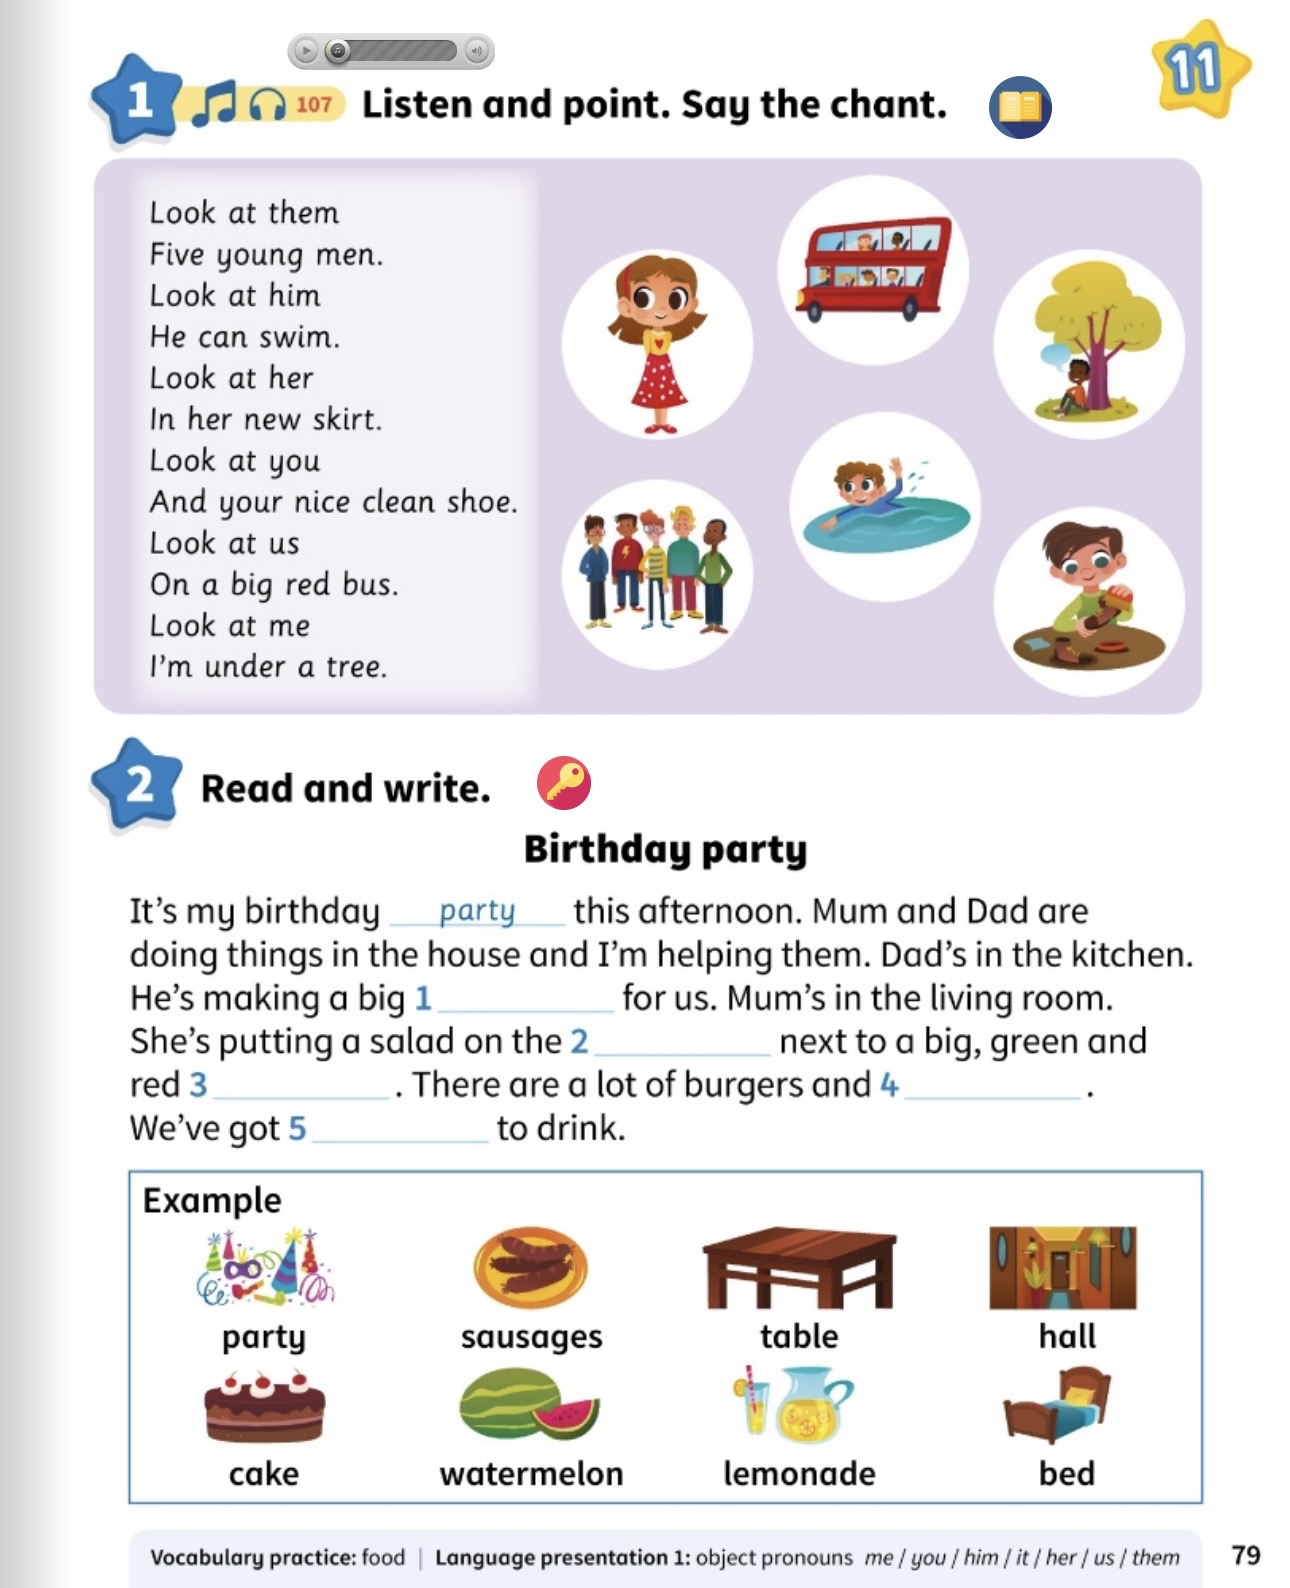 1 107 Listen and point. Say the chant.
11
Look at them
Five young men.
Look at him
He can swim.
Look at her
In her new skirt.
Look at you
And your nice clean shoe.
Look at us
On a big red bus.
Look at me
I'm under a tree.
2 Read and write.
Birthday party
It's my birthday party this afternoon. Mum and Dad are
doing things in the house and I'm helping them. Dad's in the kitchen.
He's making a big 1 __________ for us. Mum's in the living room.
She's putting a salad on the 2 __________ next to a big, green and
red 3 __________ . There are a lot of burgers and 4 __________ .
We've got 5 __________ to drink.
Example
party sausages table hall
cake watermelon lemonade bed
Vocabulary practice: food | Language presentation 1: object pronouns me / you / him / it / her / us / them 79